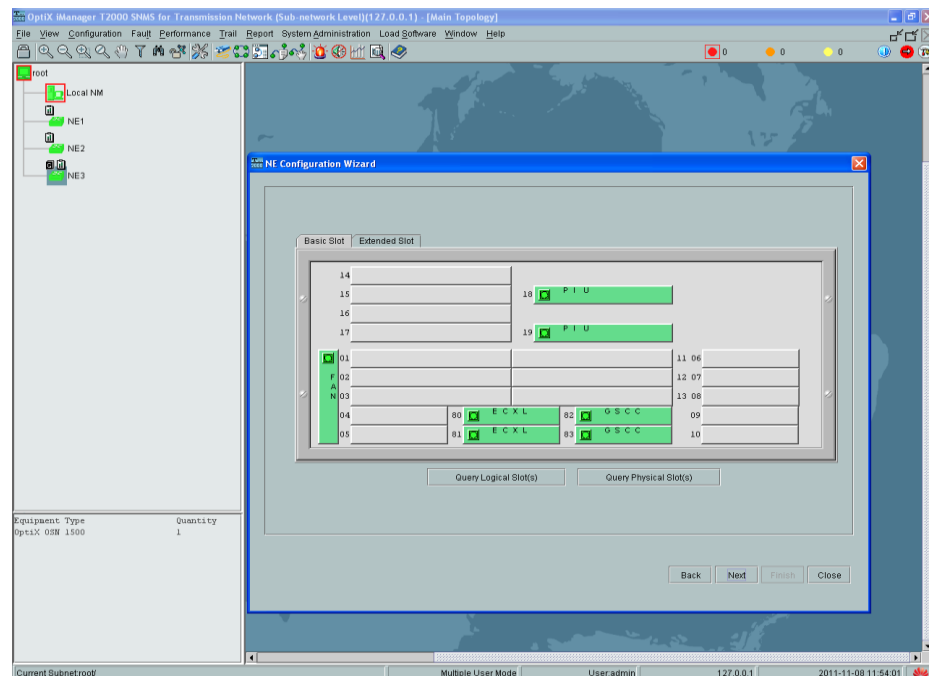 OptiX iManager T2000 SNMS for Transmission Network (Sub-network Level)(127.0.0.1) - [Main Topology]
File View Configuration Fault Performance Trail Report System Administration Load Software Window Help
0 0 0
root
Local NM
NE1
NE2
NE3
NE Configuration Wizard
Basic Slot Extended Slot
14
15 18 PIU
16
17 19 PIU
01 11 06
FAN
02 12 07
03 13 08
04 80 ECXL 82 GSCC 09
05 81 ECXL 83 GSCC 10
Query Logical Slot(s) Query Physical Slot(s)
Equipment Type Quantity
OptiX OSN 1500 1
Back Next Finish Close
Current Subnet:root/ Multiple User Mode User:admin 127.0.0.1 2011-11-08 11:54:01